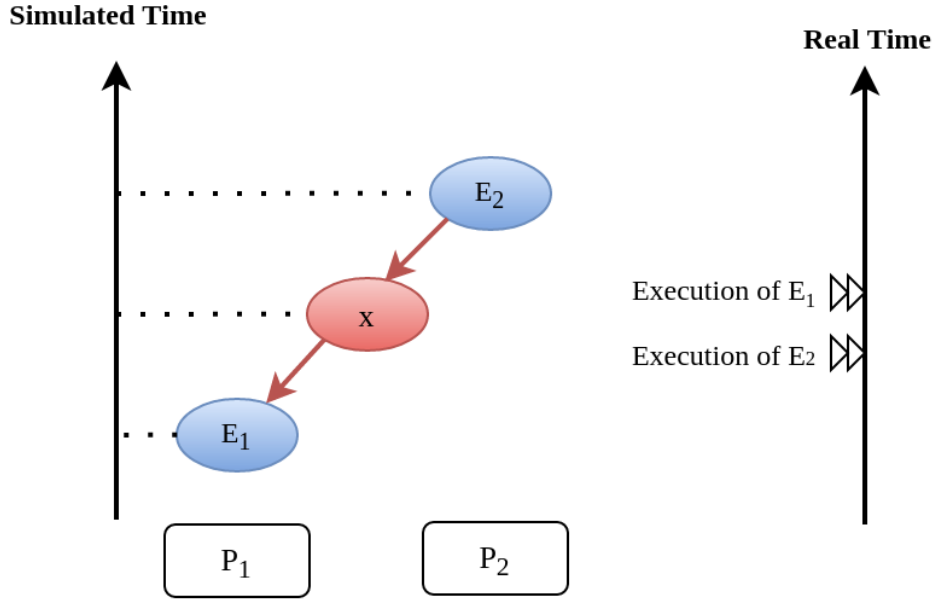 Simulated Time
Real Time
E2
Execution of E1
x
Execution of E2
E1
P1
P2